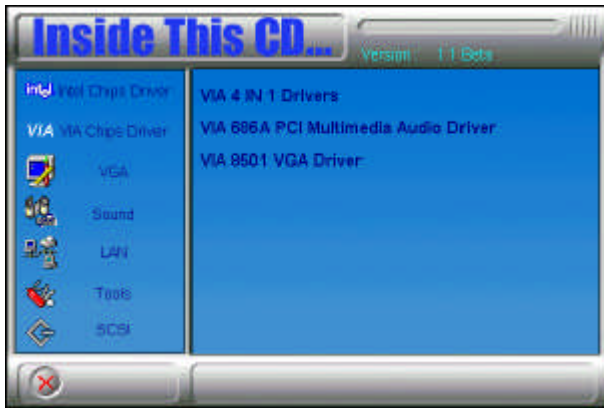 Inside This CD...
Version 1.1 Beta
intel Intel Chips Driver
VIA VIA Chips Driver
VGA
Sound
LAN
Tools
SCSI
VIA 4 IN 1 Drivers
VIA 686A PCI Multimedia Audio Driver
VIA 8501 VGA Driver